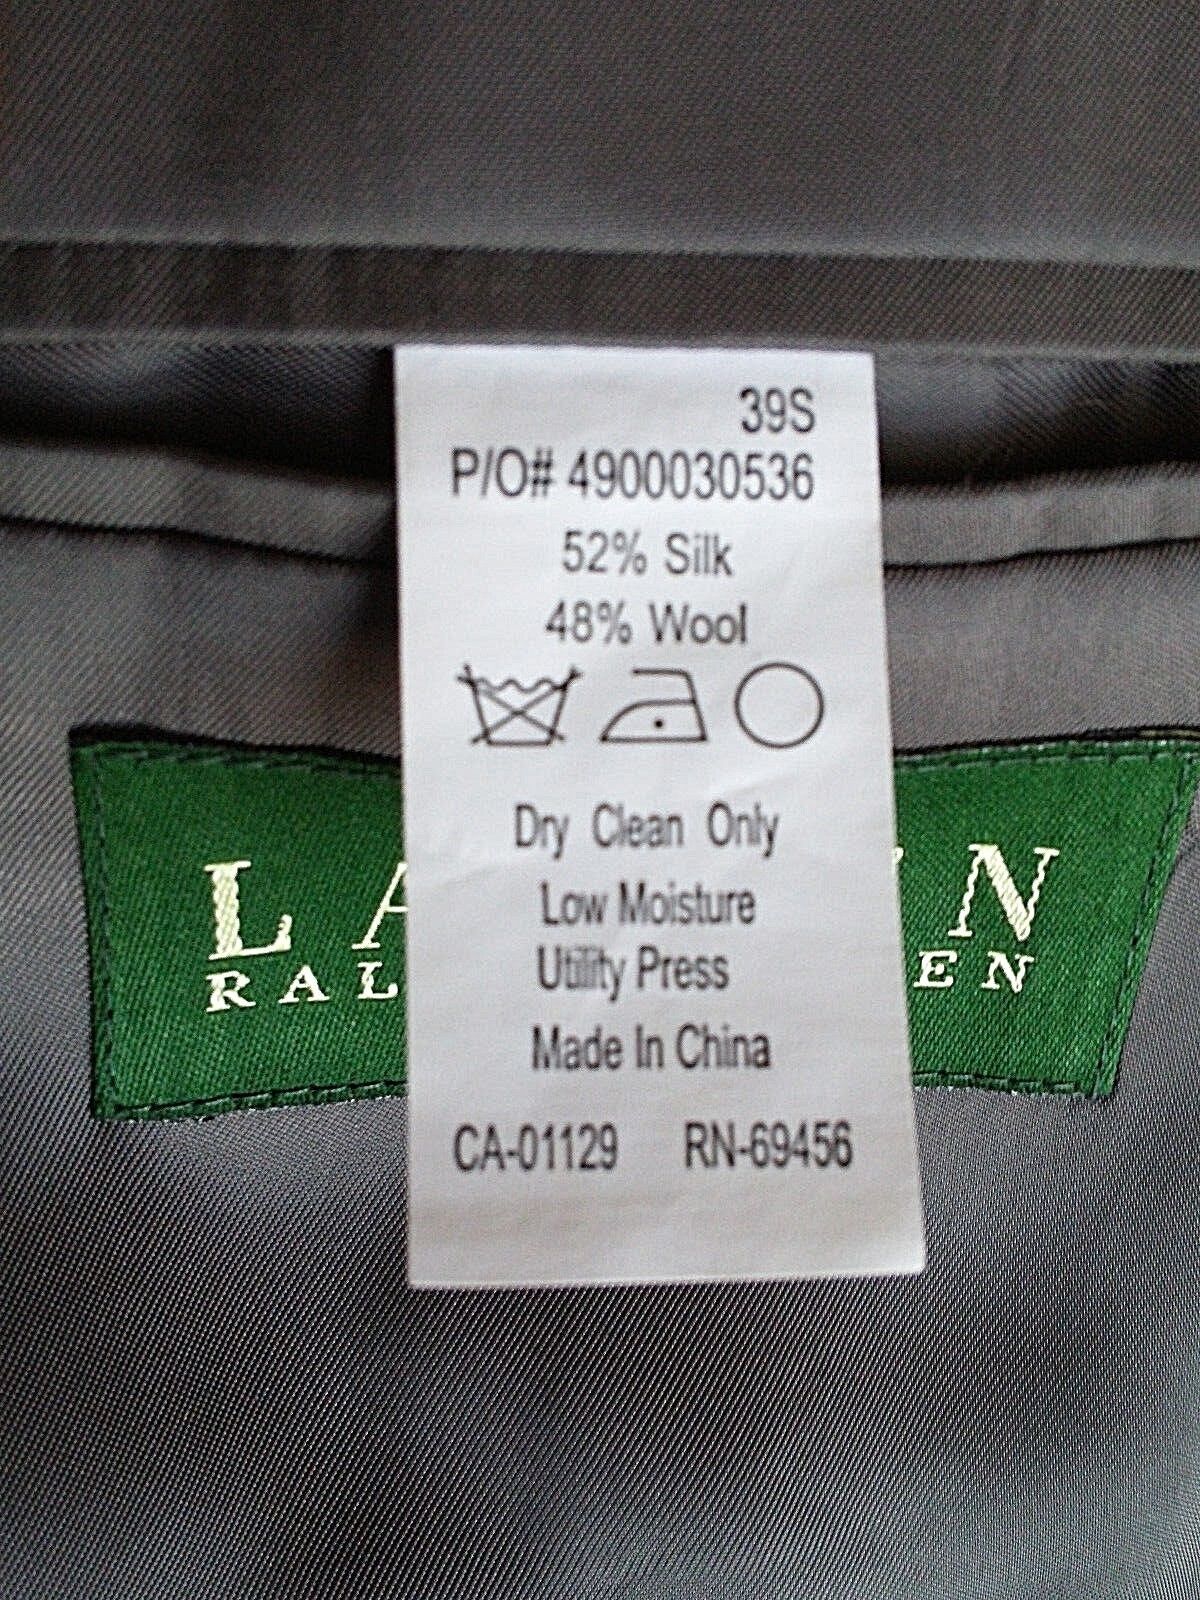 39S
P/O# 4900030536
52% Silk
48% Wool
Dry Clean Only
Low Moisture
Utility Press
Made In China
CA-01129 RN-69456